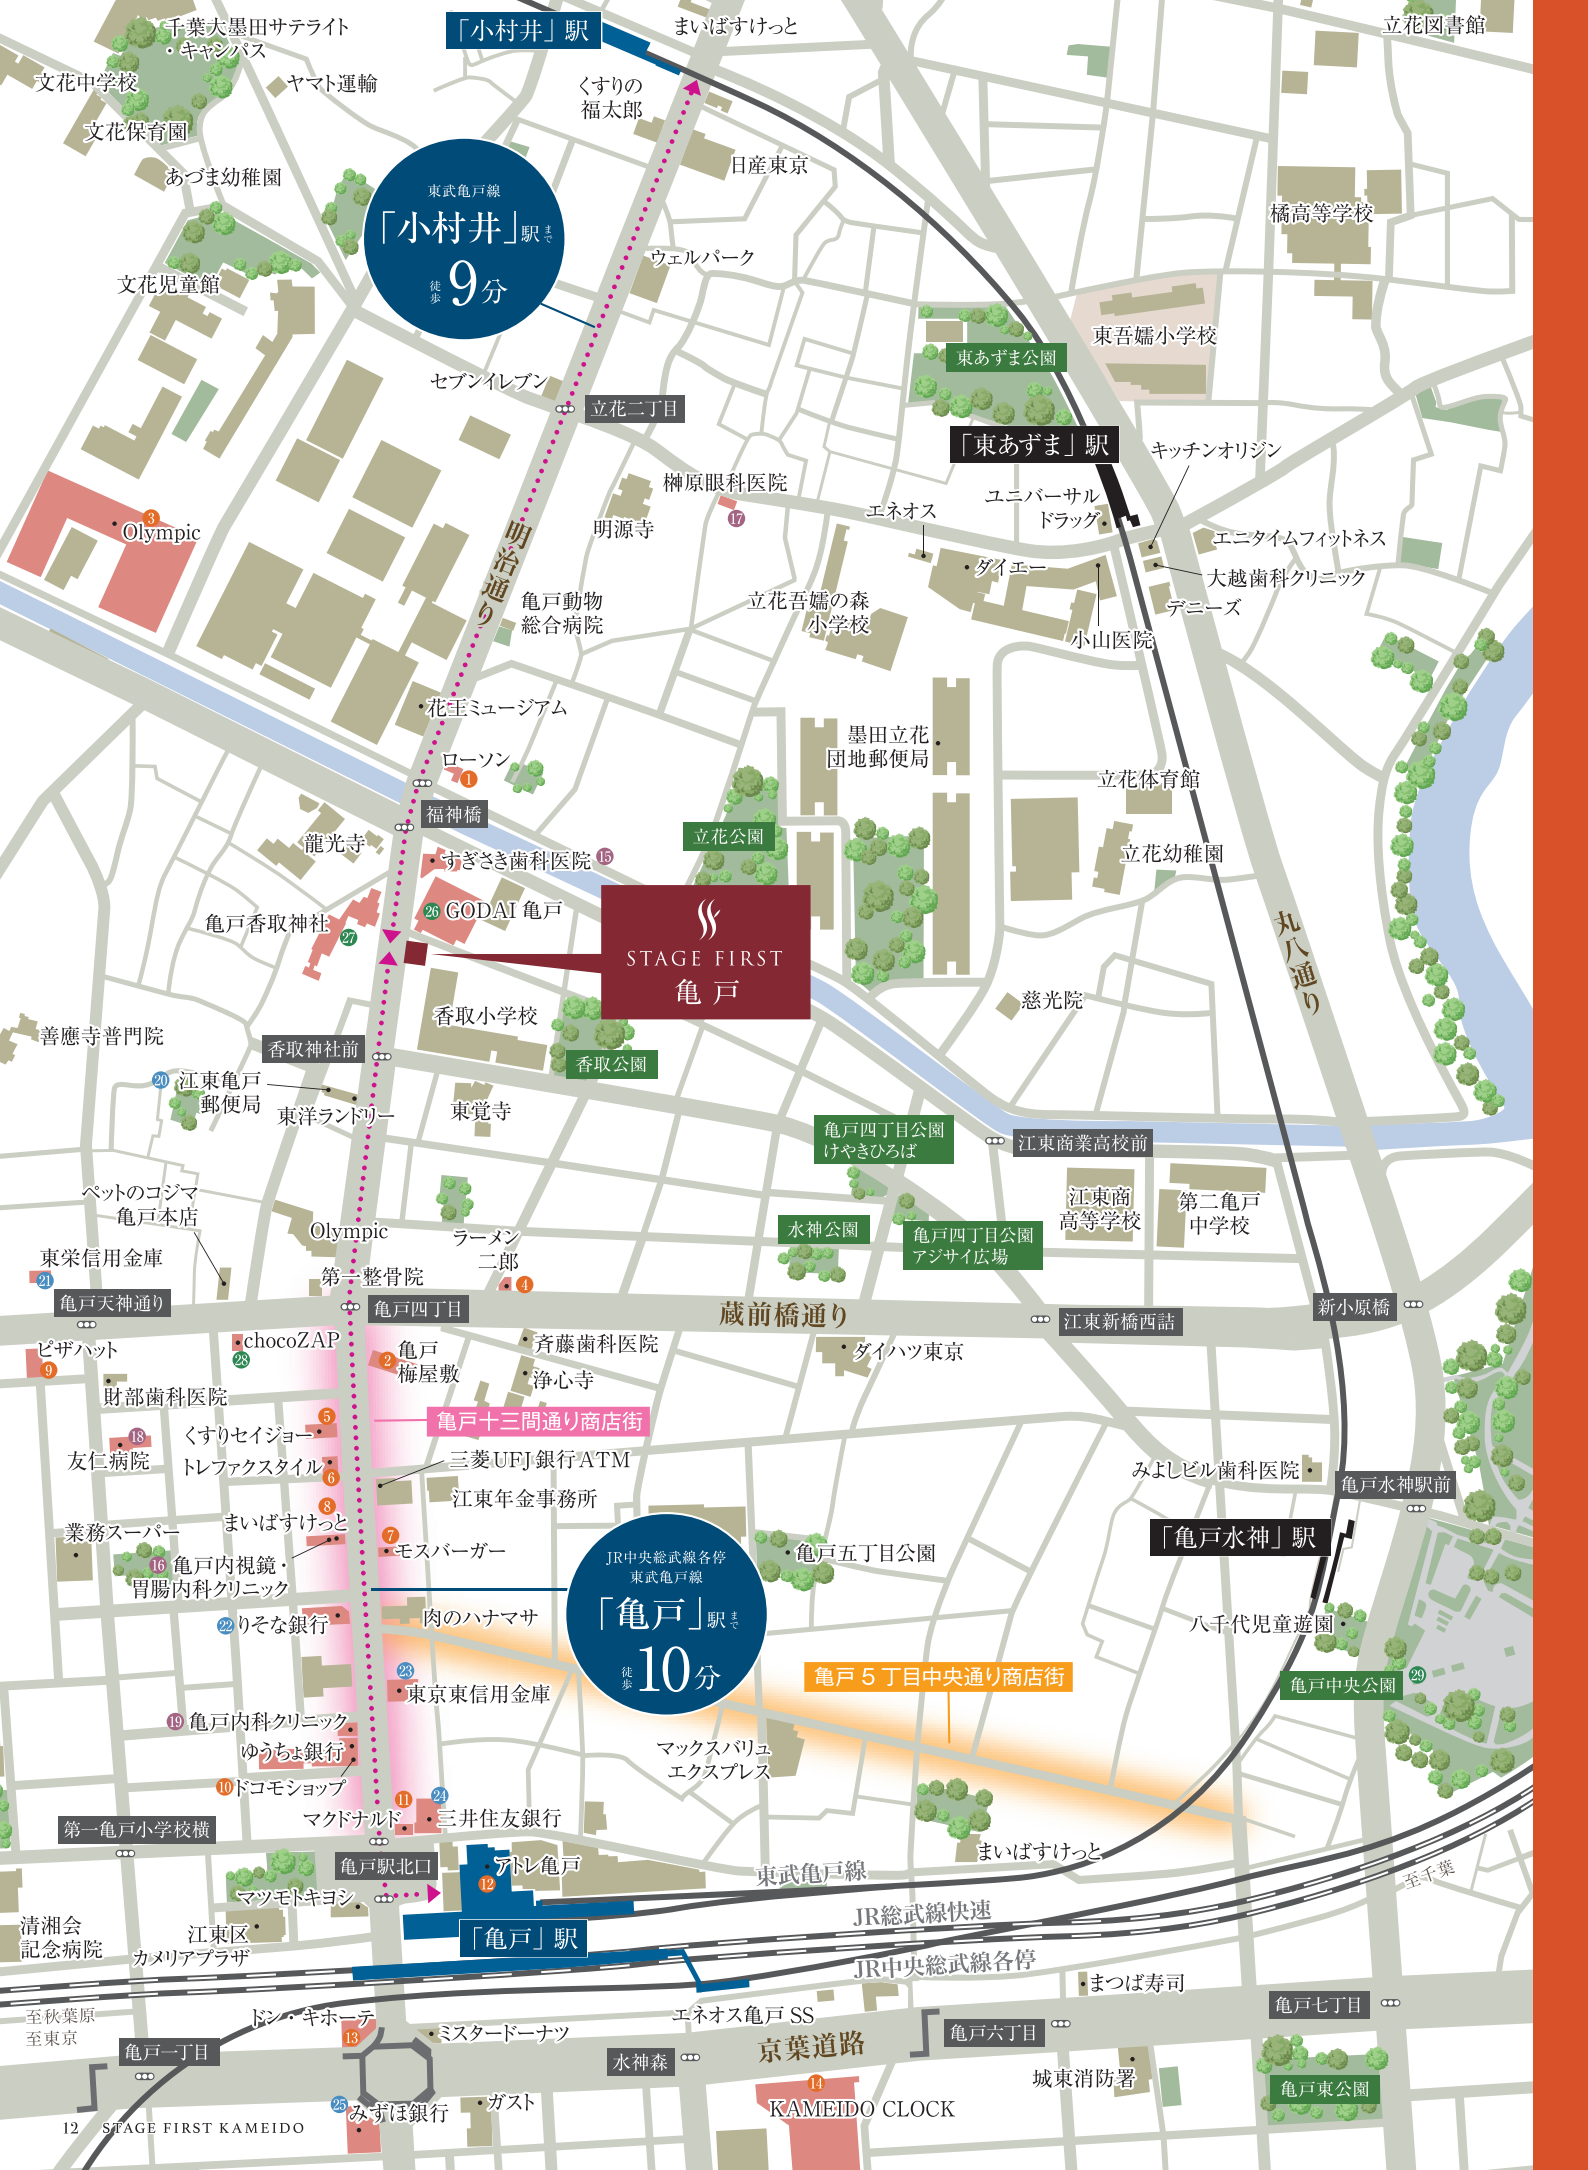 「小村井」駅
まいばすけっと
立花図書館
千葉大墨田サテライト
・キャンパス
文花中学校
ヤマト運輸
くすりの
福太郎
文花保育園
あづま幼稚園
日産東京
橘高等学校
東武亀戸線
「小村井」駅まで
徒歩9分
ウェルパーク
文花児童館
東吾嬬小学校
東あずま公園
セブンイレブン
立花二丁目
「東あずま」駅
キッチンオリジン
榊原眼科医院
17
ユニバーサル
ドラッグ
エネオス
3
Olympic
明源寺
明治通り
エニタイムフィットネス
ダイエー
大越歯科クリニック
デニーズ
亀戸動物
総合病院
立花吾嬬の森
小学校
小山医院
花王ミュージアム
墨田立花
団地郵便局
ローソン
1
立花体育館
福神橋
立花公園
龍光寺
すぎさき歯科医院
15
立花幼稚園
26
GODAI 亀戸
亀戸香取神社
27
STAGE FIRST
亀戸
丸八通り
香取小学校
慈光院
善應寺普門院
香取神社前
香取公園
20
江東亀戸
郵便局
東洋ランドリー
東覚寺
亀戸四丁目公園
けやきひろば
江東商業高校前
ペットのコジマ
亀戸本店
江東商
高等学校
第二亀戸
中学校
Olympic
ラーメン
二郎
4
水神公園
亀戸四丁目公園
アジサイ広場
東栄信用金庫
21
第一整骨院
亀戸天神通り
亀戸四丁目
蔵前橋通り
江東新橋西詰
新小原橋
ピザハット
9
chocoZAP
28
2
亀戸
梅屋敷
斉藤歯科医院
ダイハツ東京
浄心寺
財部歯科医院
亀戸十三間通り商店街
5
くすりセイジョー
18
友仁病院
トレファクスタイル
6
三菱UFJ銀行ATM
みよしビル歯科医院
亀戸水神駅前
江東年金事務所
8
まいばすけっと
業務スーパー
7
モスバーガー
「亀戸水神」駅
16
亀戸内視鏡・
胃腸内科クリニック
JR中央総武線各停
東武亀戸線
「亀戸」駅まで
徒歩10分
亀戸五丁目公園
22
りそな銀行
肉のハナマサ
八千代児童遊園
23
東京東信用金庫
亀戸5丁目中央通り商店街
亀戸中央公園
29
19
亀戸内科クリニック
ゆうちょ銀行
マックスバリュ
エクスプレス
10
ドコモショップ
11
マクドナルド
24
三井住友銀行
第一亀戸小学校横
亀戸駅北口
アトレ亀戸
12
まいばすけっと
東武亀戸線
至千葉
マツモトキヨシ
JR総武線快速
清湘会
記念病院
江東区
カメリアプラザ
「亀戸」駅
JR中央総武線各停
まつば寿司
至秋葉原
至東京
ドン・キホーテ
13
ミスタードーナツ
エネオス亀戸SS
亀戸七丁目
亀戸一丁目
水神森
京葉道路
亀戸六丁目
城東消防署
亀戸東公園
25
みずほ銀行
ガスト
14
KAMEIDO CLOCK
12 STAGE FIRST KAMEIDO